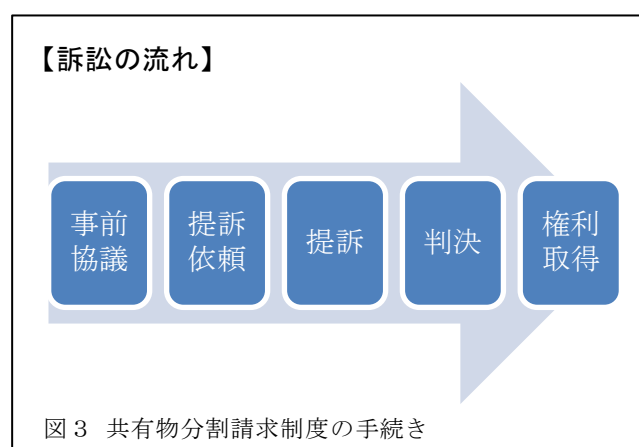 【訴訟の流れ】
事前
協議
提訴
依頼
提訴
判決
権利
取得
図3 共有物分割請求制度の手続き